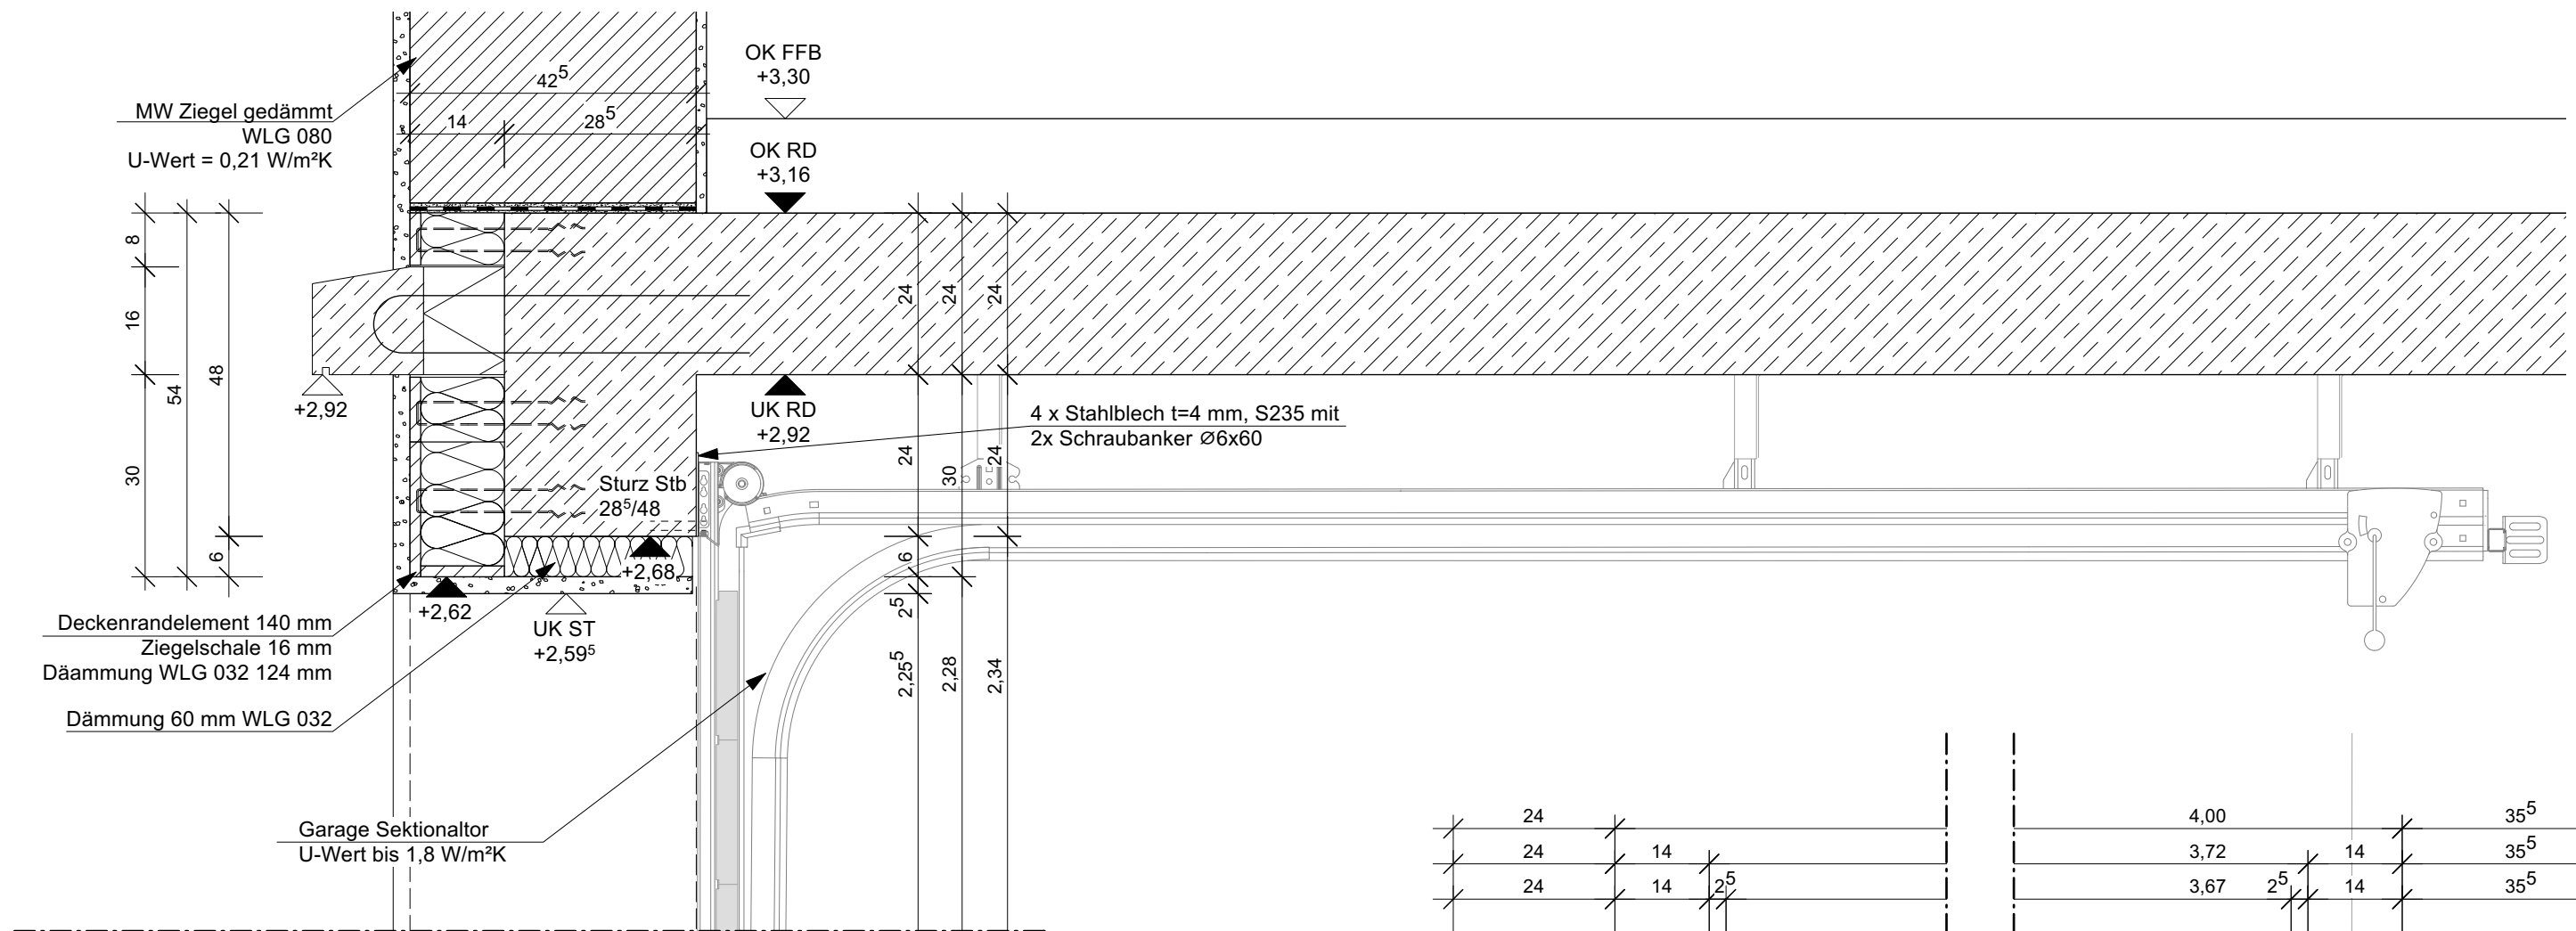 MW Ziegel gedämmt
WLG 080
U-Wert = 0,21 W/m²K
42⁵
14
28⁵
OK FFB
+3,30
OK RD
+3,16
8
16
30
54
48
6
+2,92
UK RD
+2,92
24
24
24
24
30
24
6
2⁵
2,25⁵
2,28
2,34
4 x Stahlblech t=4 mm, S235 mit
2x Schraubanker Ø6x60
Sturz Stb
28⁵/48
+2,68
+2,62
UK ST
+2,59⁵
Deckenrandelement 140 mm
Ziegelschale 16 mm
Däammung WLG 032 124 mm
Dämmung 60 mm WLG 032
Garage Sektionaltor
U-Wert bis 1,8 W/m²K
24
4,00
35⁵
24
14
3,72
14
35⁵
24
14
2⁵
3,67
2⁵
14
35⁵